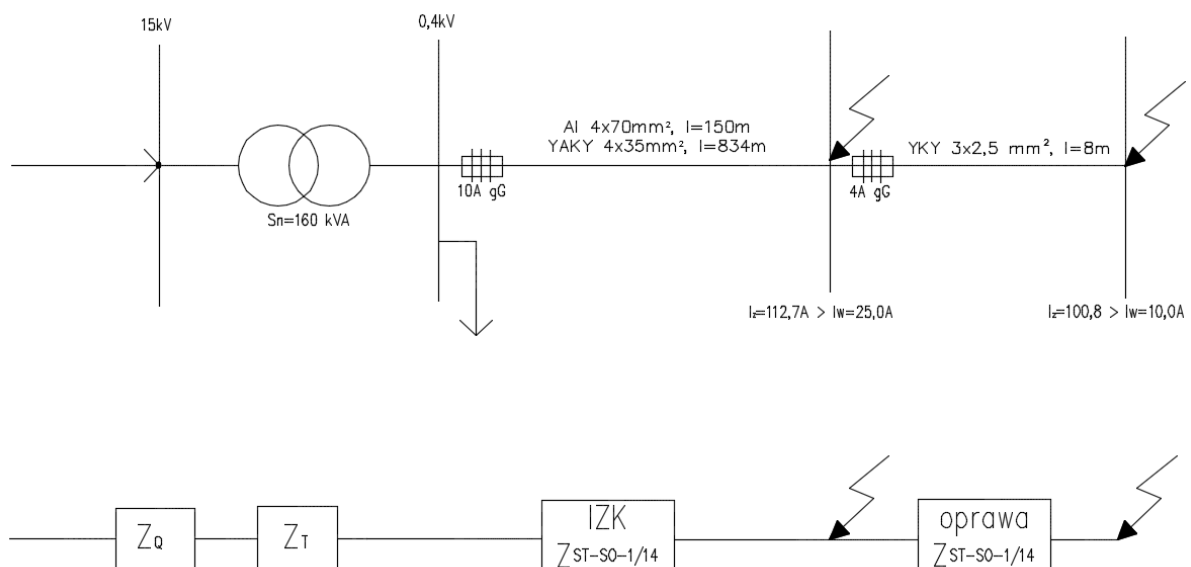 15kV
0,4kV
Al 4x70mm², l=150m
YAKY 4x35mm², l=834m
YKY 3x2,5 mm², l=8m
10A gG
4A gG
Sn=160 kVA
Iz=112,7A > Iw=25,0A
Iz=100,8 > Iw=10,0A
ZQ
ZT
IZK
ZST-SO-1/14
oprawa
ZST-SO-1/14